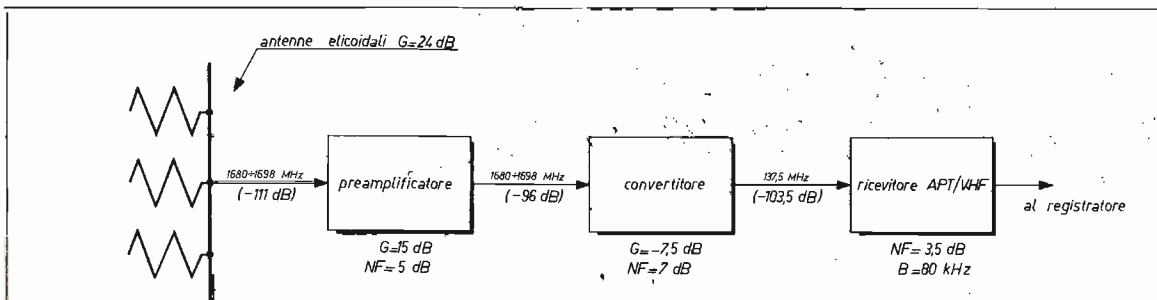 antenne elicoidali G=24 dB
1680÷1698 MHz
(-111 dB)
preamplificatore
G=15 dB
NF=5 dB
1680÷1698 MHz
(-96 dB)
convertitore
G=-7,5 dB
NF=7 dB
137,5 MHz
(-103,5 dB)
ricevitore APT/VHF
NF=3,5 dB
B=80 kHz
al registratore